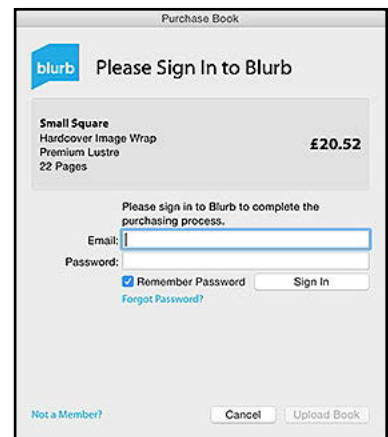 Purchase Book
blurb
Please Sign In to Blurb
Small Square
Hardcover Image Wrap
Premium Lustre
22 Pages
£20.52
Please sign in to Blurb to complete the
purchasing process.
Email:
Password:
Remember Password
Sign In
Forgot Password?
Not a Member?
Cancel
Upload Book